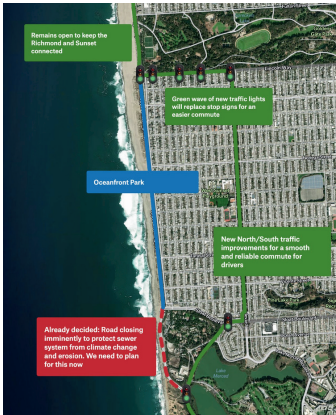 Remains open to keep the
Richmond and Sunset
connected
Green wave of new traffic lights
will replace stop signs for an
easier commute
Oceanfront Park
New North/South traffic
improvements for a smooth
and reliable commute for
drivers
Already decided: Road closing
imminently to protect sewer
system from climate change
and erosion. We need to plan
for this now
Lake
Merced